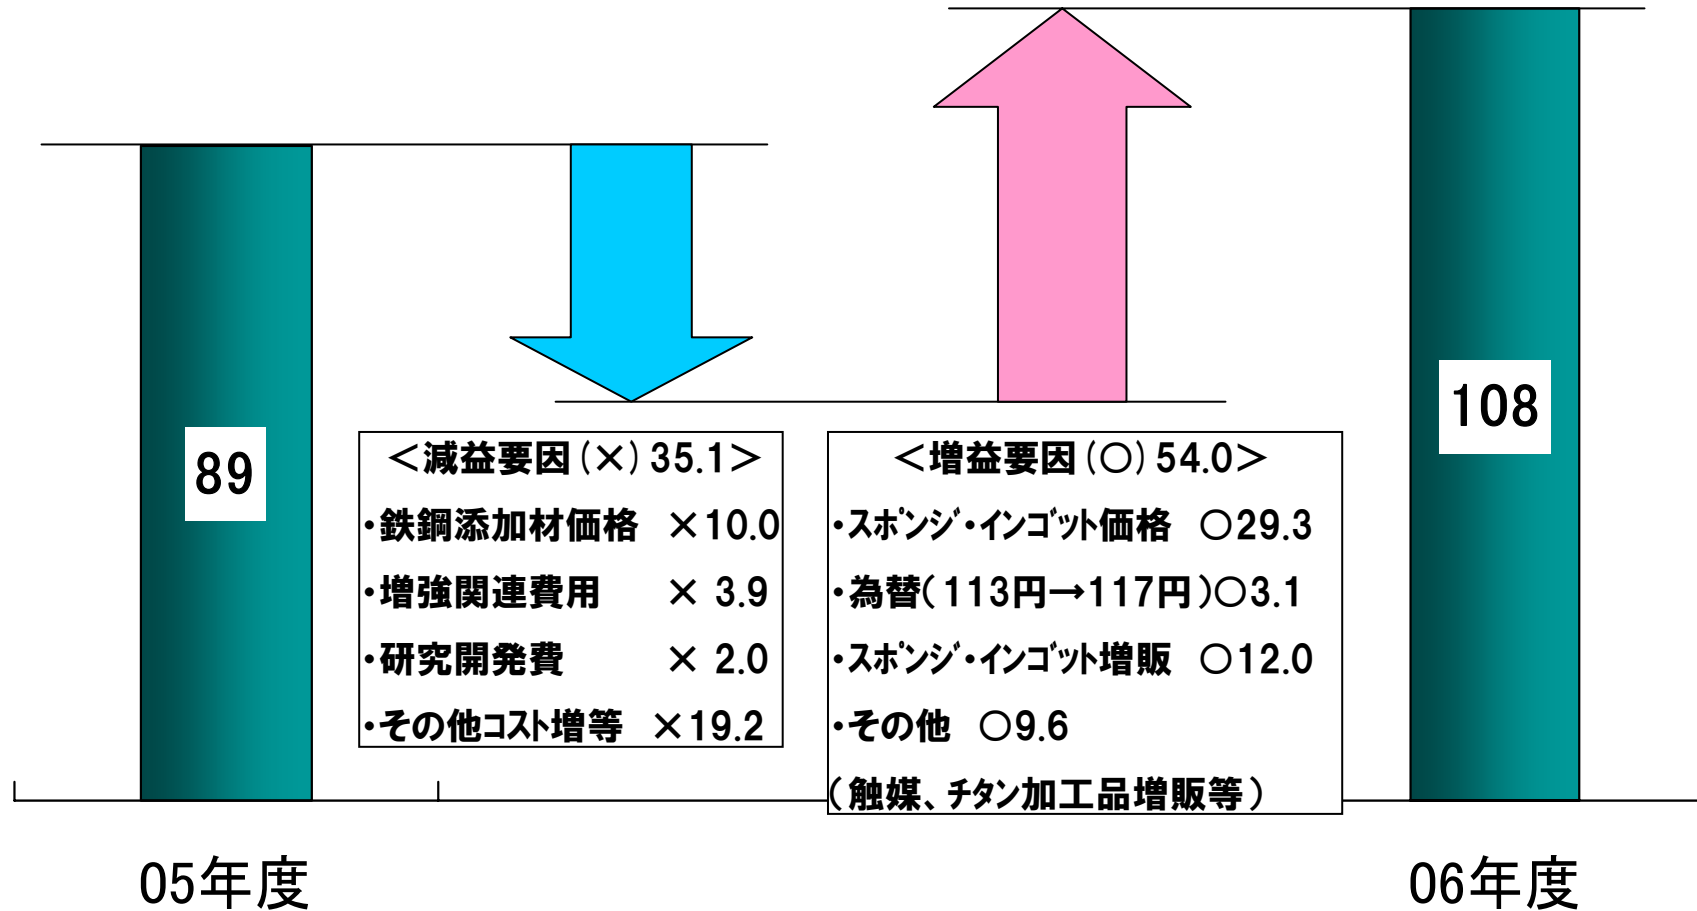 89
108
<減益要因(×)35.1>
・鉄鋼添加材価格 ×10.0
・増強関連費用 × 3.9
・研究開発費 × 2.0
・その他ｺｽﾄ増等 ×19.2
<増益要因(○)54.0>
・ｽﾎﾟﾝｼﾞ・ｲﾝｺﾞｯﾄ価格 ○29.3
・為替(113円→117円)○3.1
・ｽﾎﾟﾝｼﾞ・ｲﾝｺﾞｯﾄ増販 ○12.0
・その他 ○9.6
(触媒、ﾁﾀﾝ加工品増販等)
05年度
06年度